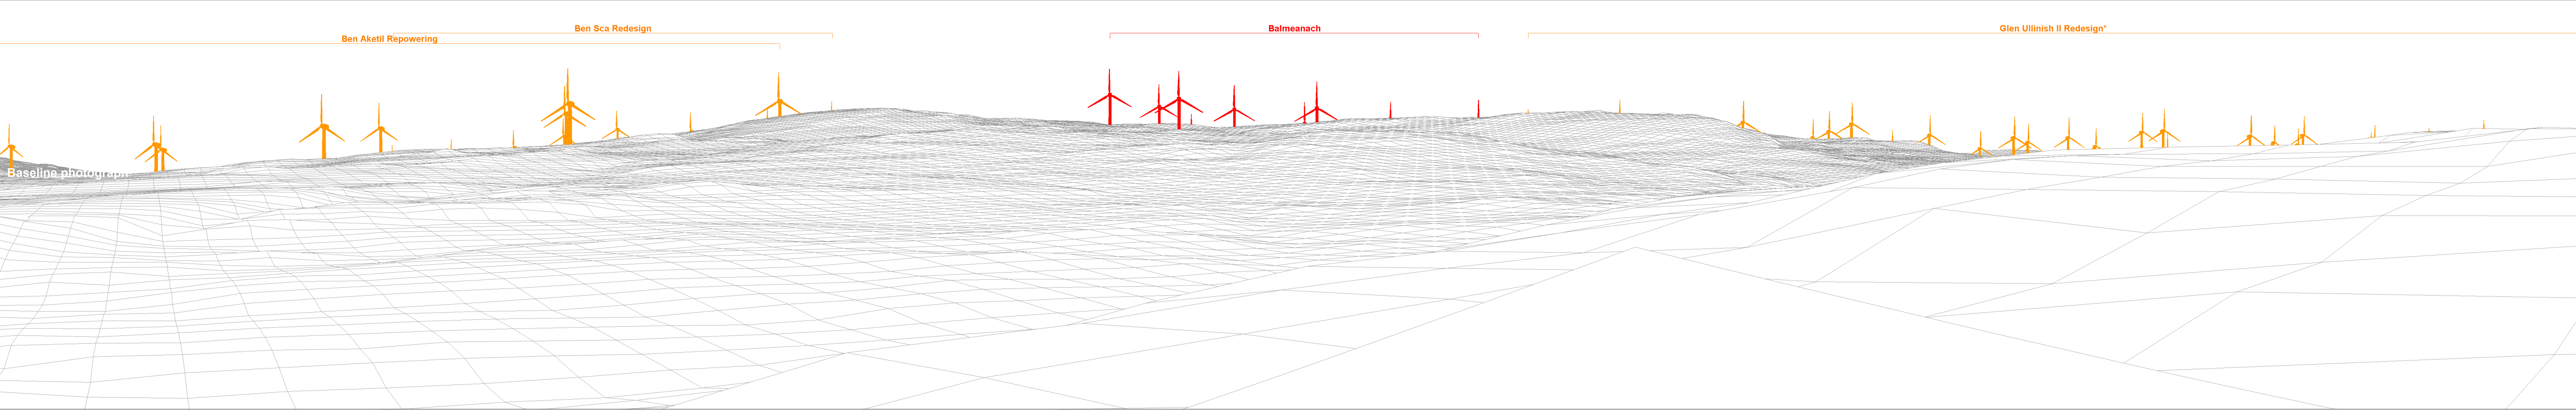 Ben Sca Redesign
Balmeanach
Glen Ullinish II Redesign*
Ben Aketil Repowering
Baseline photograph